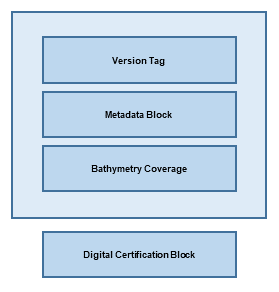 Version Tag
Metadata Block
Bathymetry Coverage
Digital Certification Block